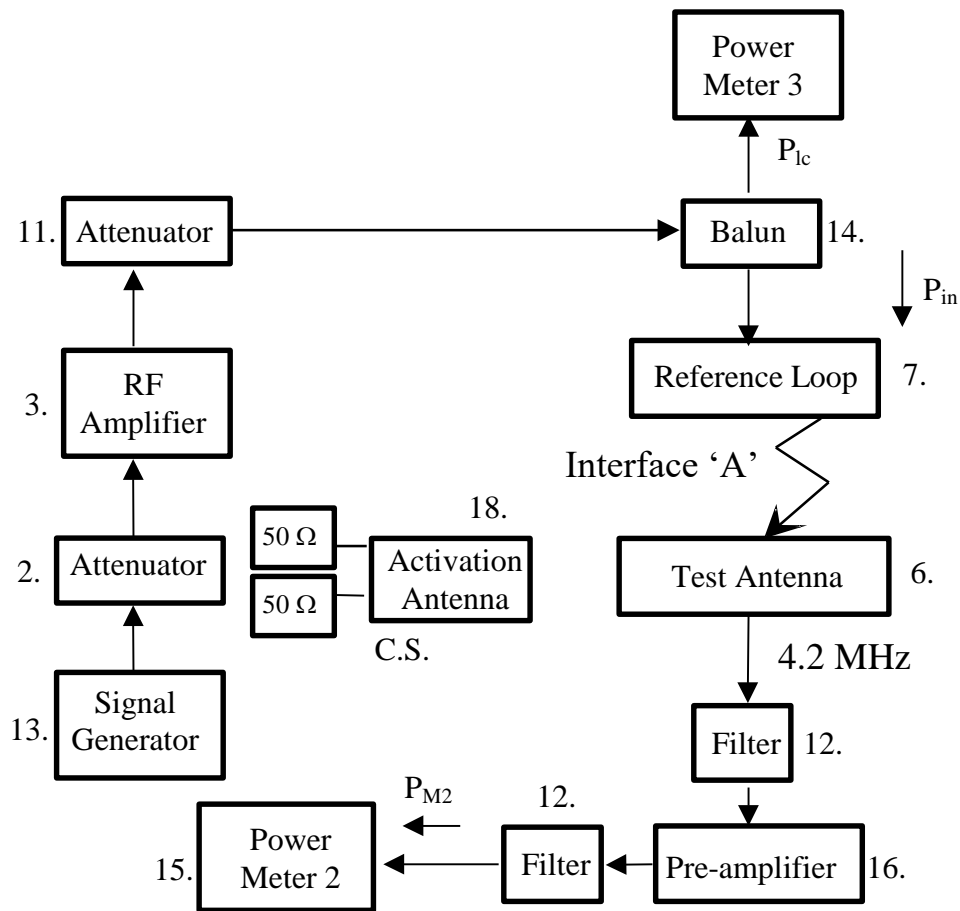 Power
Meter 3
P_lc
11.
Attenuator
Balun
14.
P_in
3.
RF
Amplifier
Reference Loop
7.
Interface ‘A’
18.
50 Ω
50 Ω
Activation
Antenna
C.S.
2.
Attenuator
Test Antenna
6.
4.2 MHz
13.
Signal
Generator
Filter
12.
P_M2
12.
15.
Power
Meter 2
Filter
Pre-amplifier
16.